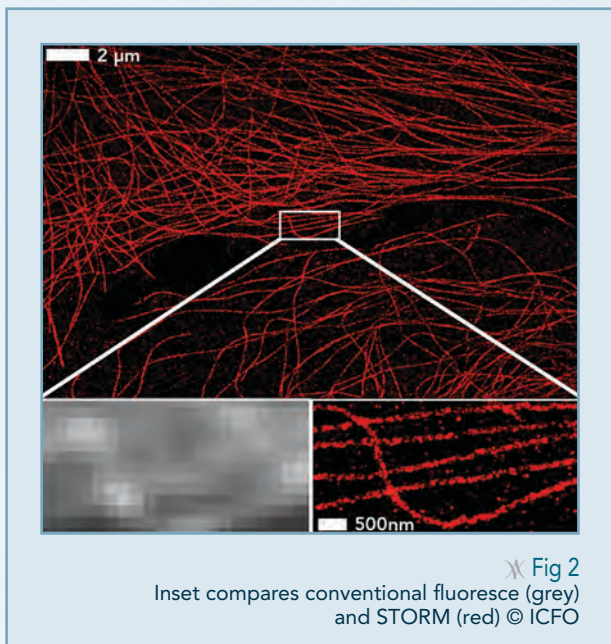 2 μm
500nm
Fig 2
Inset compares conventional fluoresce (grey)
and STORM (red) © ICFO